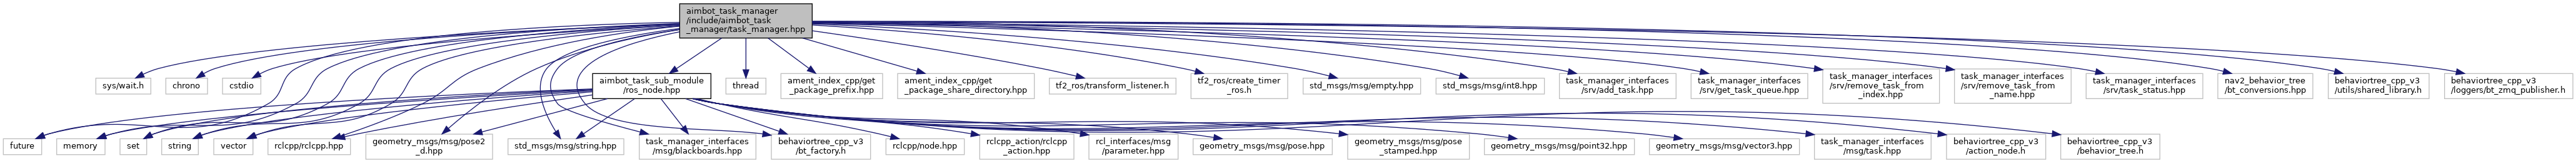 aimbot_task_manager
/include/aimbot_task
_manager/task_manager.hpp
sys/wait.h
chrono
cstdio
aimbot_task_sub_module
/ros_node.hpp
thread
ament_index_cpp/get
_package_prefix.hpp
ament_index_cpp/get
_package_share_directory.hpp
tf2_ros/transform_listener.h
tf2_ros/create_timer
_ros.h
std_msgs/msg/empty.hpp
std_msgs/msg/int8.hpp
task_manager_interfaces
/srv/add_task.hpp
task_manager_interfaces
/srv/get_task_queue.hpp
task_manager_interfaces
/srv/remove_task_from
_index.hpp
task_manager_interfaces
/srv/remove_task_from
_name.hpp
task_manager_interfaces
/srv/task_status.hpp
nav2_behavior_tree
/bt_conversions.hpp
behaviortree_cpp_v3
/utils/shared_library.h
behaviortree_cpp_v3
/loggers/bt_zmq_publisher.h
future
memory
set
string
vector
rclcpp/rclcpp.hpp
geometry_msgs/msg/pose2
_d.hpp
std_msgs/msg/string.hpp
task_manager_interfaces
/msg/blackboards.hpp
behaviortree_cpp_v3
/bt_factory.h
rclcpp/node.hpp
rclcpp_action/rclcpp
_action.hpp
rcl_interfaces/msg
/parameter.hpp
geometry_msgs/msg/pose.hpp
geometry_msgs/msg/pose
_stamped.hpp
geometry_msgs/msg/point32.hpp
geometry_msgs/msg/vector3.hpp
task_manager_interfaces
/msg/task.hpp
behaviortree_cpp_v3
/action_node.h
behaviortree_cpp_v3
/behavior_tree.h